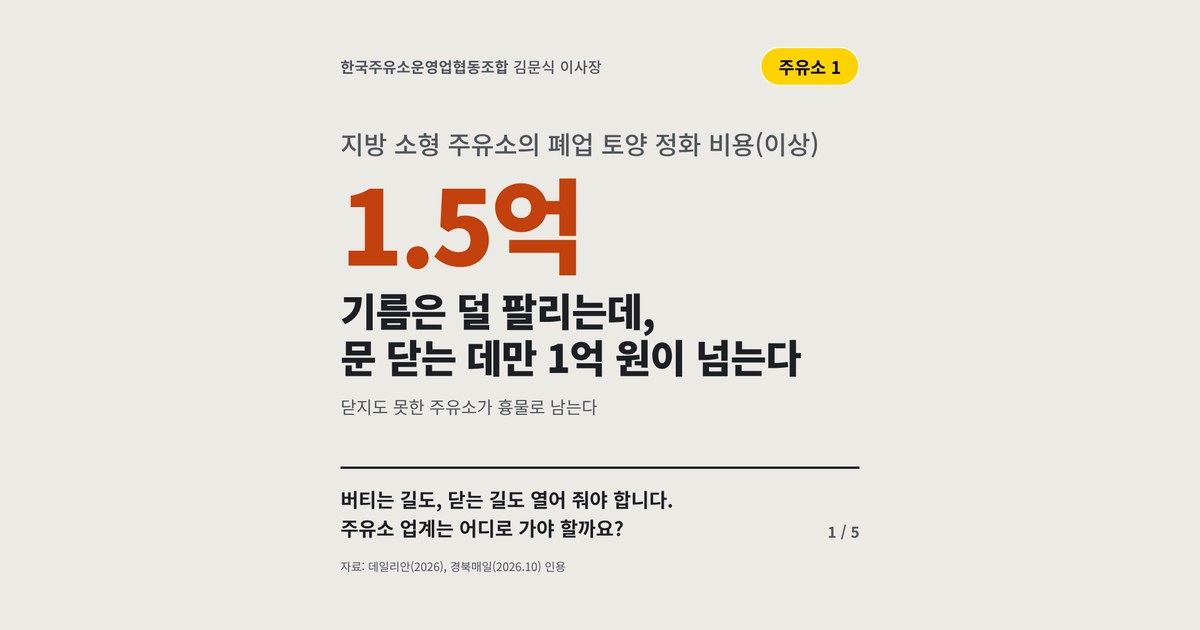 한국주유소운영업협동조합 김문식 이사장
주유소 1
지방 소형 주유소의 폐업 토양 정화 비용(이상)
1.5억
기름은 덜 팔리는데,
문 닫는 데만 1억 원이 넘는다
닫지도 못한 주유소가 흉물로 남는다
버티는 길도, 닫는 길도 열어 줘야 합니다.
주유소 업계는 어디로 가야 할까요?
1 / 5
자료: 데일리안(2026), 경북매일(2026.10) 인용